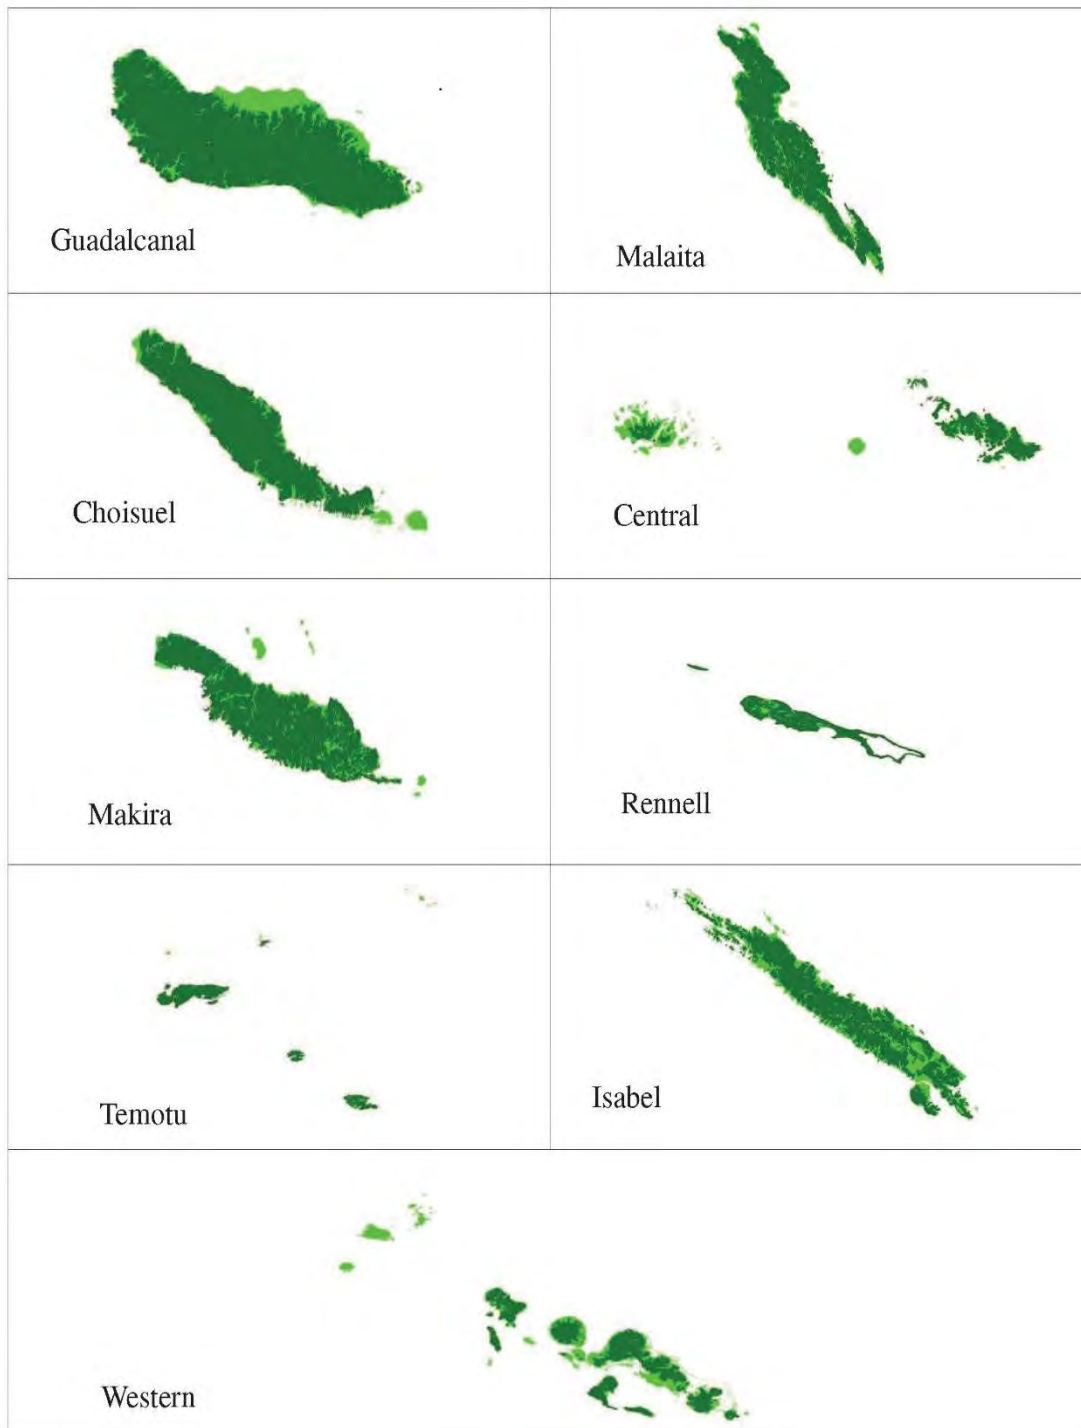 Guadalcanal
Malaita
Choisuel
Central
Makira
Rennell
Temotu
Isabel
Western